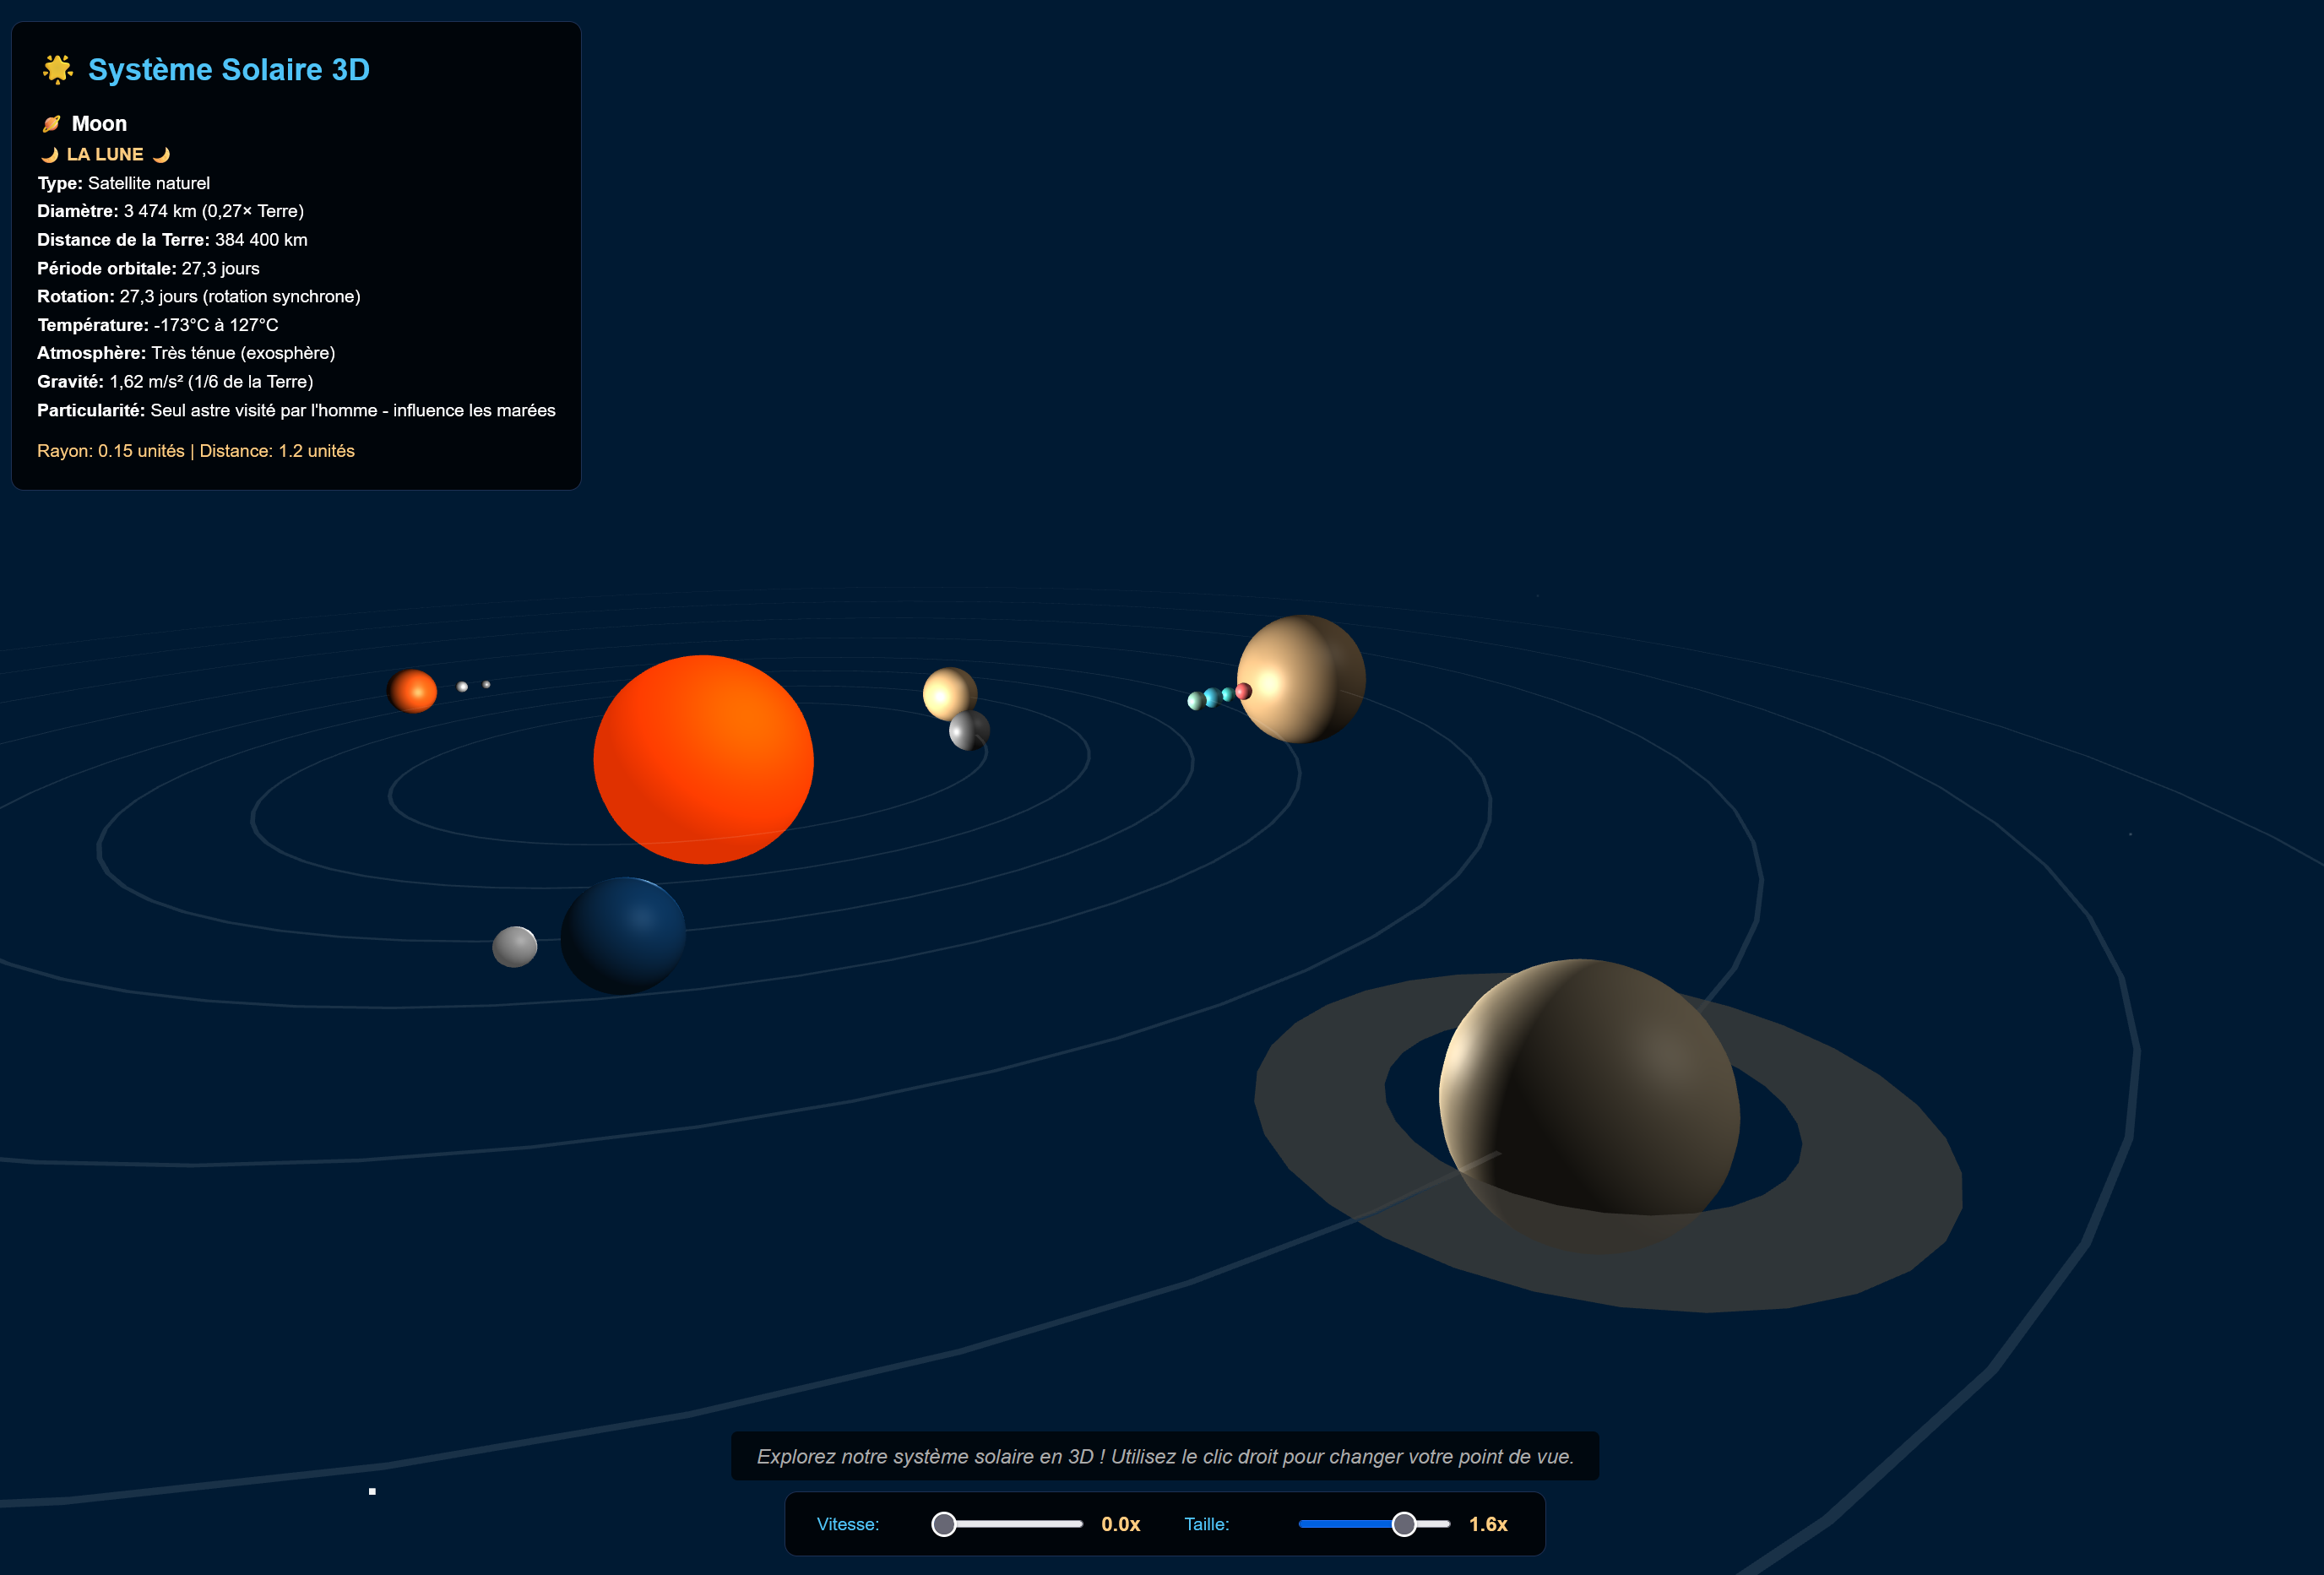 🌟 Système Solaire 3D
🪐 Moon
🌙 LA LUNE 🌙
Type: Satellite naturel
Diamètre: 3 474 km (0,27× Terre)
Distance de la Terre: 384 400 km
Période orbitale: 27,3 jours
Rotation: 27,3 jours (rotation synchrone)
Température: -173°C à 127°C
Atmosphère: Très ténue (exosphère)
Gravité: 1,62 m/s² (1/6 de la Terre)
Particularité: Seul astre visité par l'homme - influence les marées
Rayon: 0.15 unités | Distance: 1.2 unités
Explorez notre système solaire en 3D ! Utilisez le clic droit pour changer votre point de vue.
Vitesse: 0.0x Taille: 1.6x